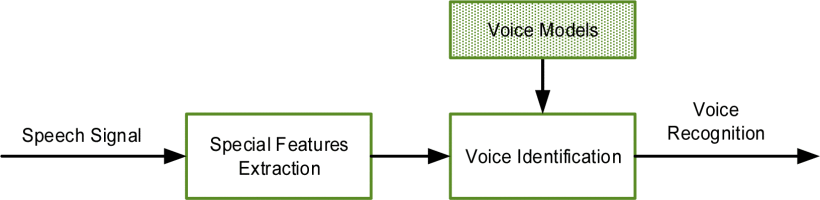 Voice Models
Speech Signal
Special Features
Extraction
Voice Identification
Voice
Recognition